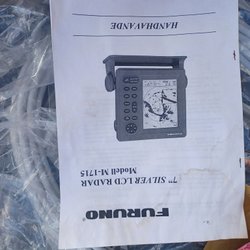 FURUNO
7" SILVER LCD RADAR
Modell M-1715
HANDHAVANDE